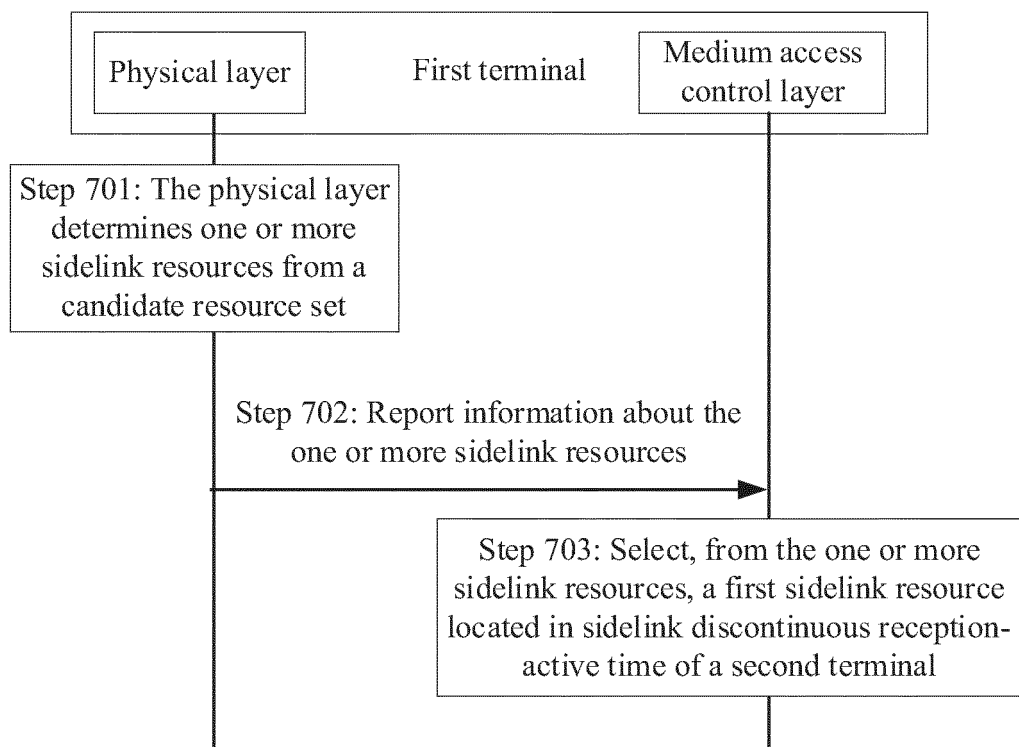 Physical layer
First terminal
Medium access
control layer
Step 701: The physical layer
determines one or more
sidelink resources from a
candidate resource set
Step 702: Report information about the
one or more sidelink resources
Step 703: Select, from the one or more
sidelink resources, a first sidelink resource
located in sidelink discontinuous reception-
active time of a second terminal